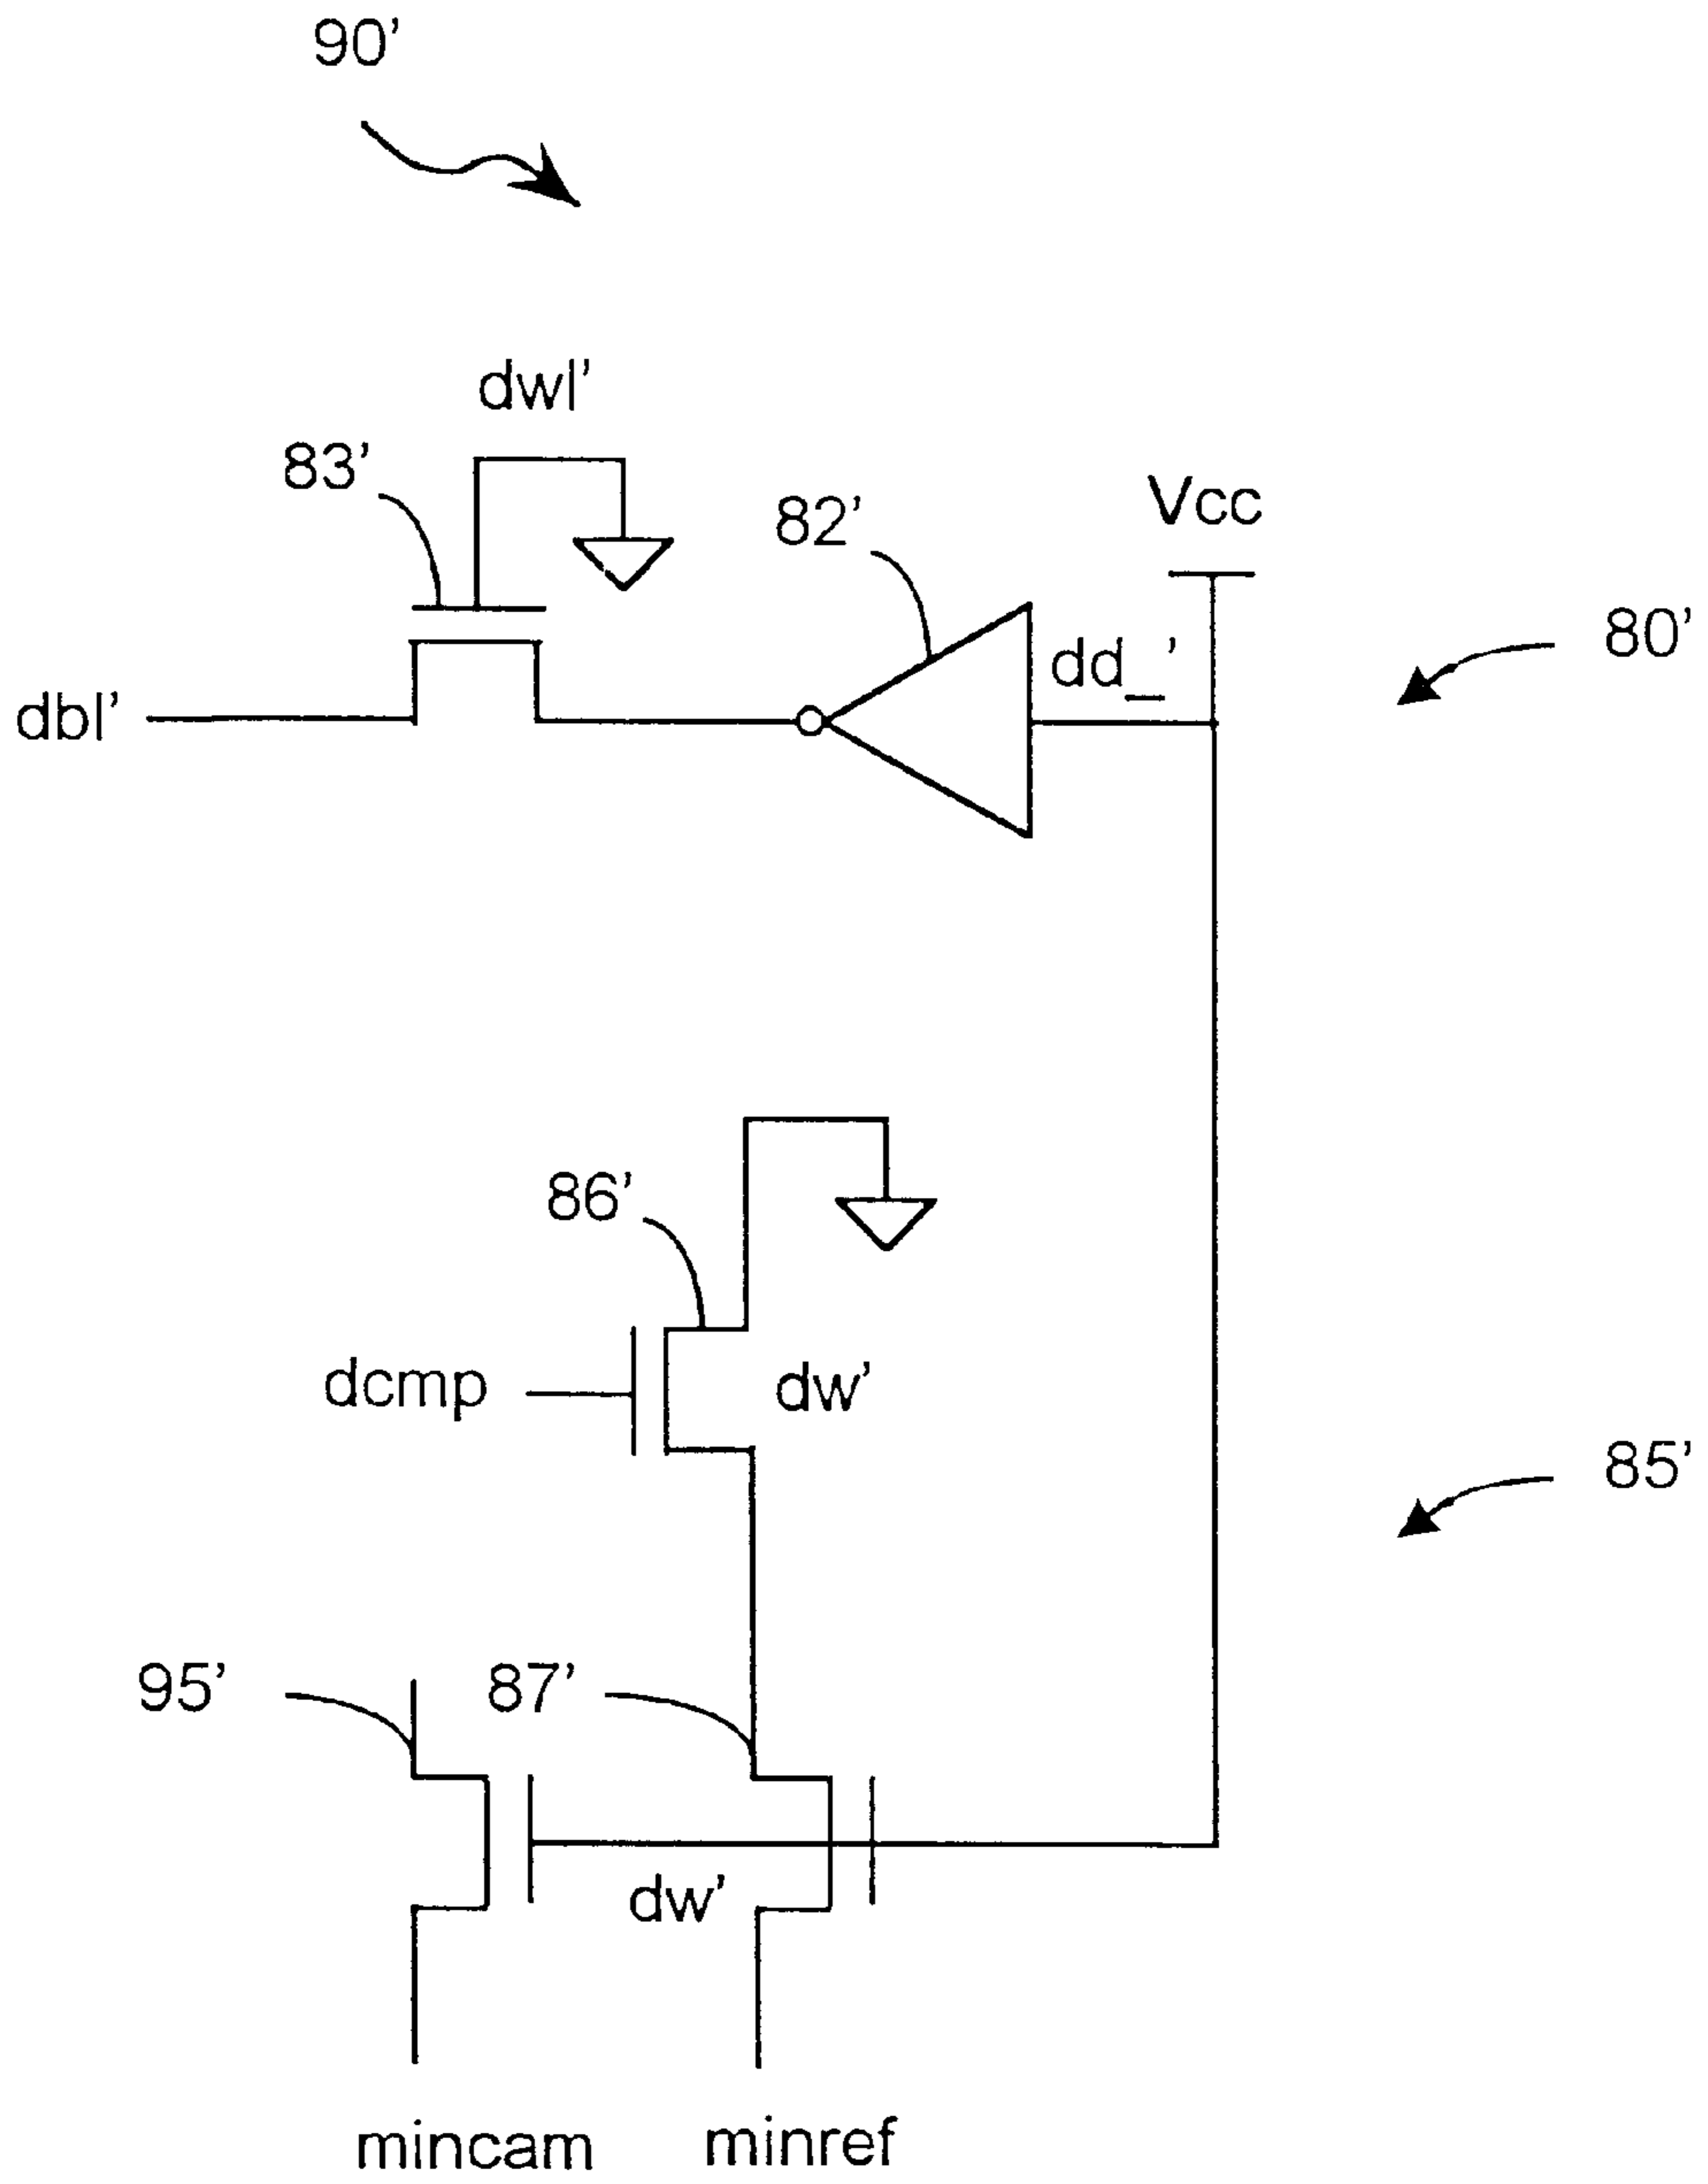 90’
dwl’
83’
82’
Vcc
dd_’
80’
dbl’
86’
dcmp
dw’
85’
95’
87’
dw’
mincam
minref